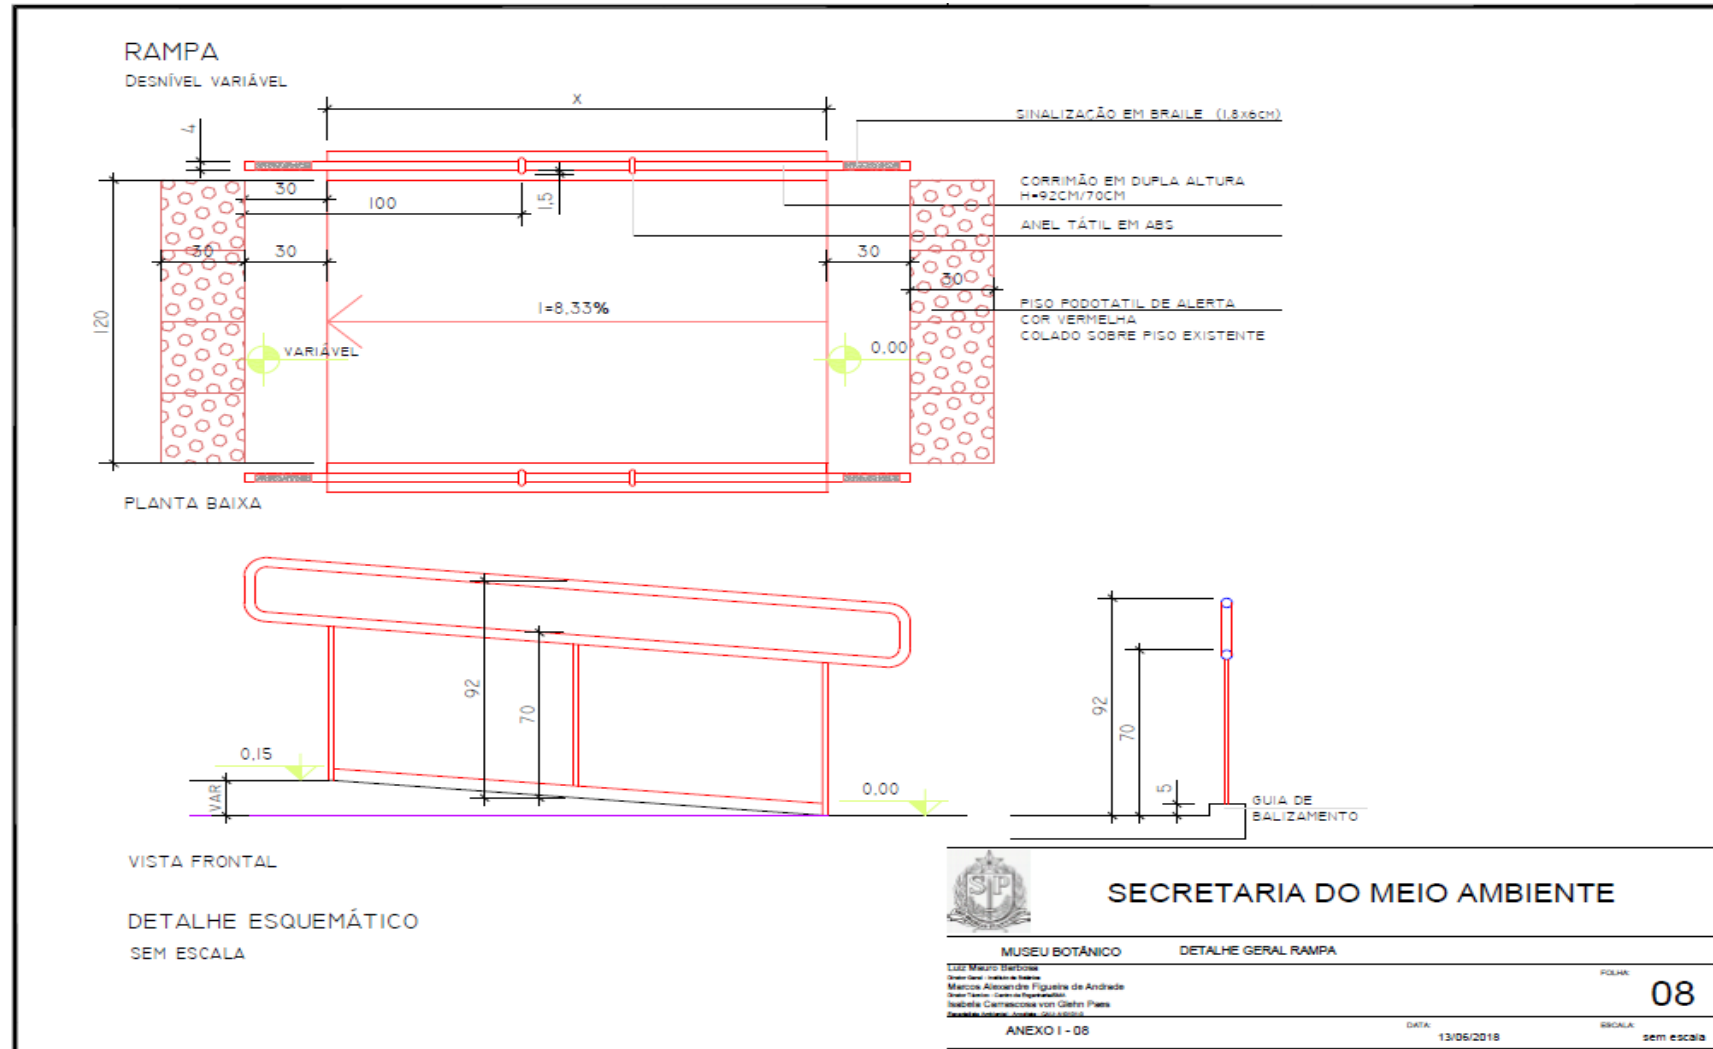 RAMPA
DESNÍVEL VARIÁVEL
X
4
SINALIZAÇÃO EM BRAILE (1,8X6CM)
30
100
1,5
CORRIMÃO EM DUPLA ALTURA
H=92CM/70CM
ANEL TÁTIL EM ABS
30
30
30
30
120
I=8,33%
PISO PODOTATIL DE ALERTA
COR VERMELHA
COLADO SOBRE PISO EXISTENTE
VARIÁVEL
0,00
PLANTA BAIXA
92
70
0,15
VAR
0,00
92
70
5
GUIA DE
BALIZAMENTO
VISTA FRONTAL
DETALHE ESQUEMÁTICO
SEM ESCALA
SP
SECRETARIA DO MEIO AMBIENTE
MUSEU BOTÂNICO
DETALHE GERAL RAMPA
Luiz Mauro Barbosa
Marcos Alexandre Figueira de Andrade
Isabela Carrascosa von Glehn Paes
FOLHA:
08
ANEXO I - 08
DATA:
13/06/2018
ESCALA:
sem escala